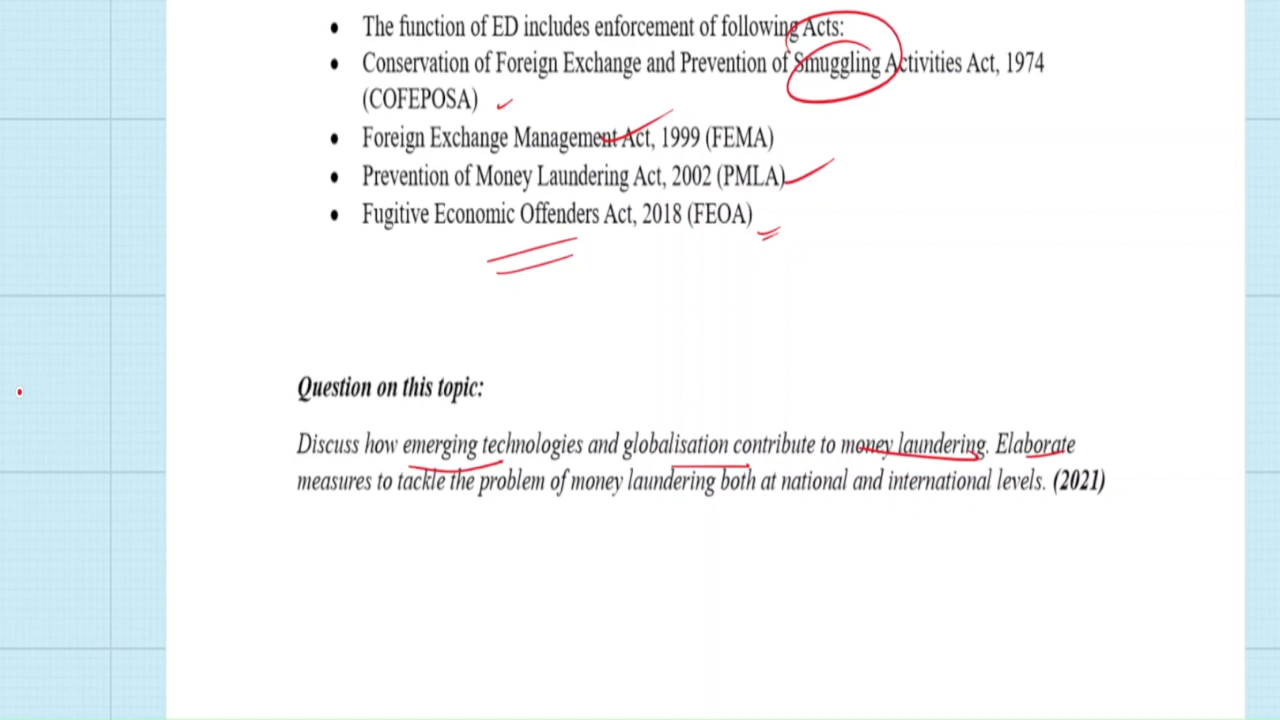 • The function of ED includes enforcement of following Acts:
• Conservation of Foreign Exchange and Prevention of Smuggling Activities Act, 1974
(COFEPOSA)
• Foreign Exchange Management Act, 1999 (FEMA)
• Prevention of Money Laundering Act, 2002 (PMLA)
• Fugitive Economic Offenders Act, 2018 (FEOA)
Question on this topic:
Discuss how emerging technologies and globalisation contribute to money laundering. Elaborate
measures to tackle the problem of money laundering both at national and international levels. (2021)